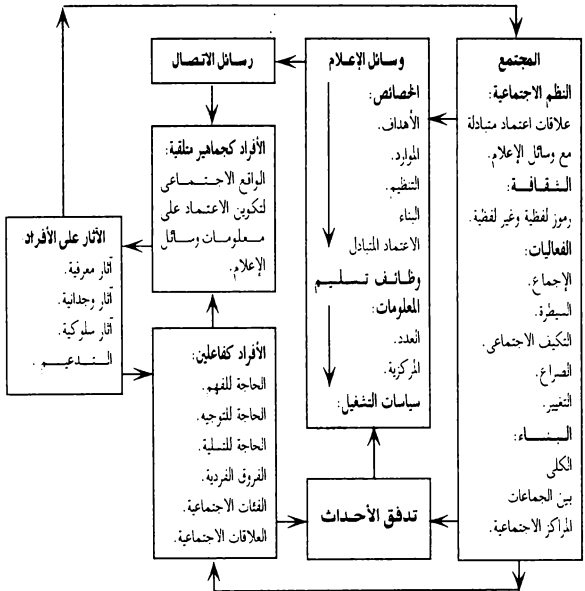 المجتمع
النظم الاجتماعية:
علاقات اعتماد متبادلة
مع وسائل الإعلام.
الثقافة:
رموز لفظية وغير لفظية.
الفعاليات:
الإجماع.
السيطرة.
التكيف الاجتماعى.
الصراع.
التغيير.
البناء:
الكلى
بين الجماعات
المراكز الاجتماعية.
وسائل الإعلام
الخصائص:
الأهداف.
الموارد.
التنظيم.
البناء
الاعتماد المتبادل
وظائف تسليم
المعلومات:
العدد.
المركزية.
سياسات التشغيل:
تدفق الأحداث
رسائل الاتصال
الأفراد كجماهير متلقية:
الواقع الاجتماعى
لتكوين الاعتماد على
معلومات وسائل
الإعلام.
الأفراد كفاعلين:
الحاجة للفهم.
الحاجة للتوجيه.
الحاجة للتسلية.
الفروق الفردية.
الفئات الاجتماعية.
العلاقات الاجتماعية.
الآثار على الأفراد
آثار معرفية.
آثار وجدانية.
آثار سلوكية.
التدعيم.